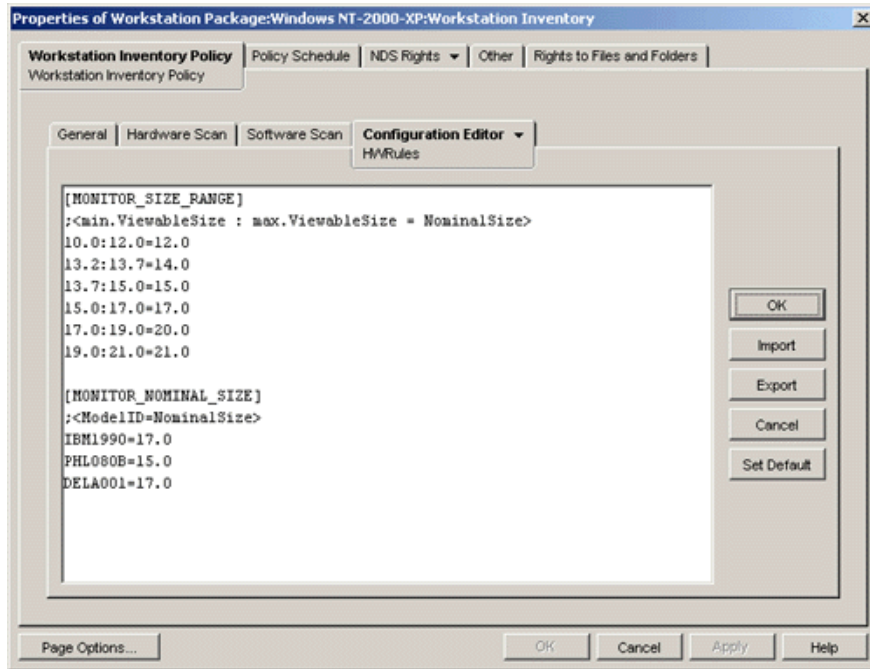 Properties of Workstation Package:Windows NT-2000-XP:Workstation Inventory
Workstation Inventory Policy Policy Schedule NDS Rights Other Rights to Files and Folders
Workstation Inventory Policy
General Hardware Scan Software Scan Configuration Editor
HWRules
[MONITOR_SIZE_RANGE]
;<min.ViewableSize : max.ViewableSize = NominalSize>
10.0:12.0=12.0
13.2:13.7=14.0
13.7:15.0=15.0
15.0:17.0=17.0
17.0:19.0=20.0
19.0:21.0=21.0
[MONITOR_NOMINAL_SIZE]
;<ModelID=NominalSize>
IBM1990=17.0
PHL080B=15.0
DELA001=17.0
OK
Import
Export
Cancel
Set Default
Page Options... OK Cancel Apply Help